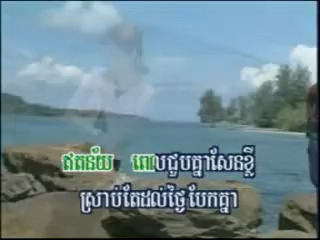 ឥតន័យ ពេលជួបគ្នាសែនខ្លី
ស្រាប់តែដល់ថ្ងៃបែកគ្នា